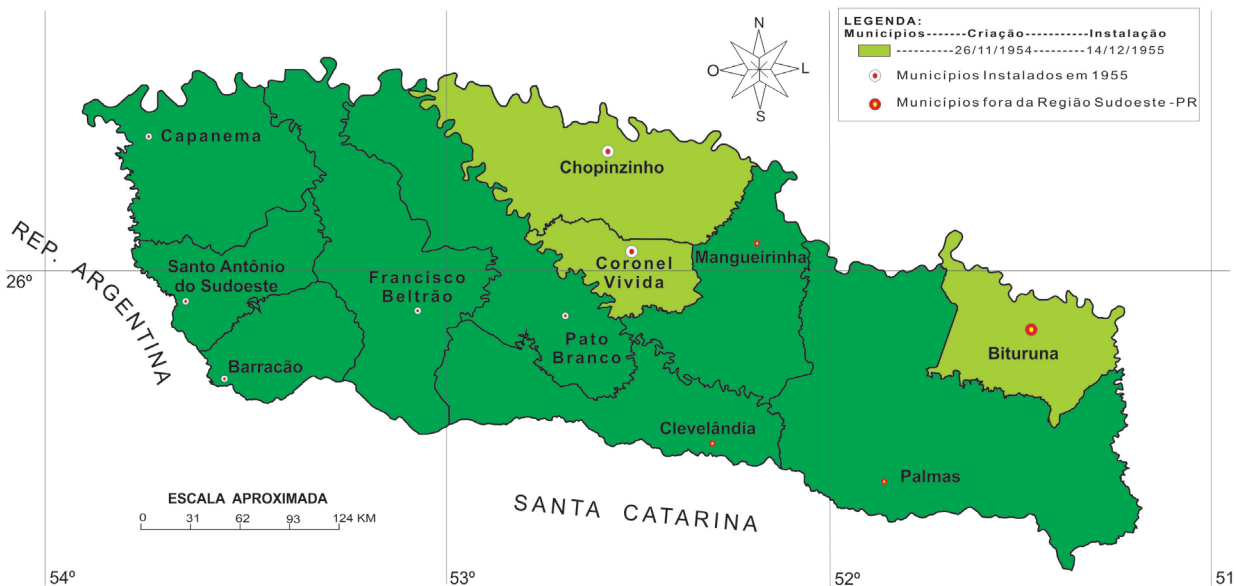 LEGENDA:
Municípios------Criação---------Instalação
----------26/11/1954------14/12/1955
Municípios Instalados em 1955
Municípios fora da Região Sudoeste -PR
N
O
L
S
Capanema
Chopinzinho
REP. ARGENTINA
26º
Santo Antônio
do Sudoeste
Francisco
Beltrão
Coronel
Vivida
Mangueirinha
Barracão
Pato
Branco
Bituruna
Clevelândia
Palmas
ESCALA APROXIMADA
0 31 62 93 124 KM
SANTA CATARINA
54º
53º
52º
51